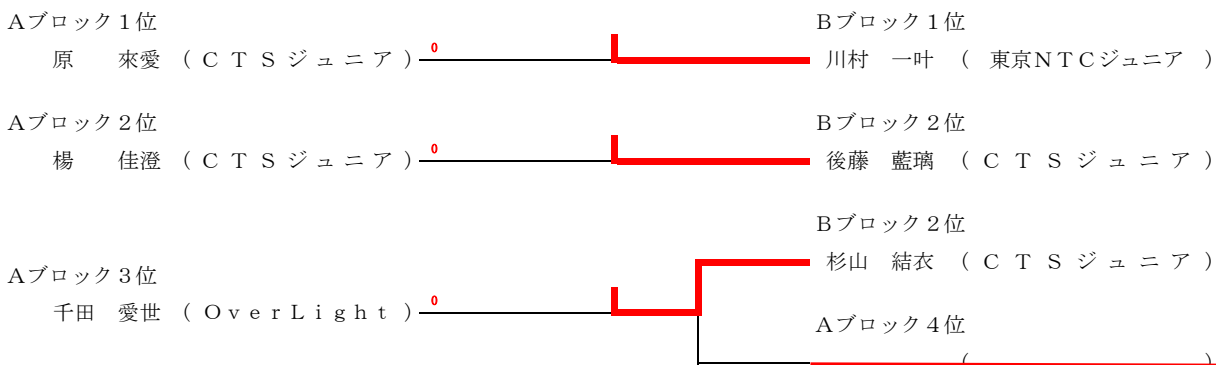 Aブロック1位
原 來愛 (CTSジュニア) 0
Bブロック1位
川村 一叶 ( 東京NTCジュニア )
Aブロック2位
楊 佳澄 (CTSジュニア) 0
Bブロック2位
後藤 藍璃 (CTSジュニア)
Bブロック2位
杉山 結衣 (CTSジュニア)
Aブロック3位
千田 愛世 (OverLight) 0
Aブロック4位
( )